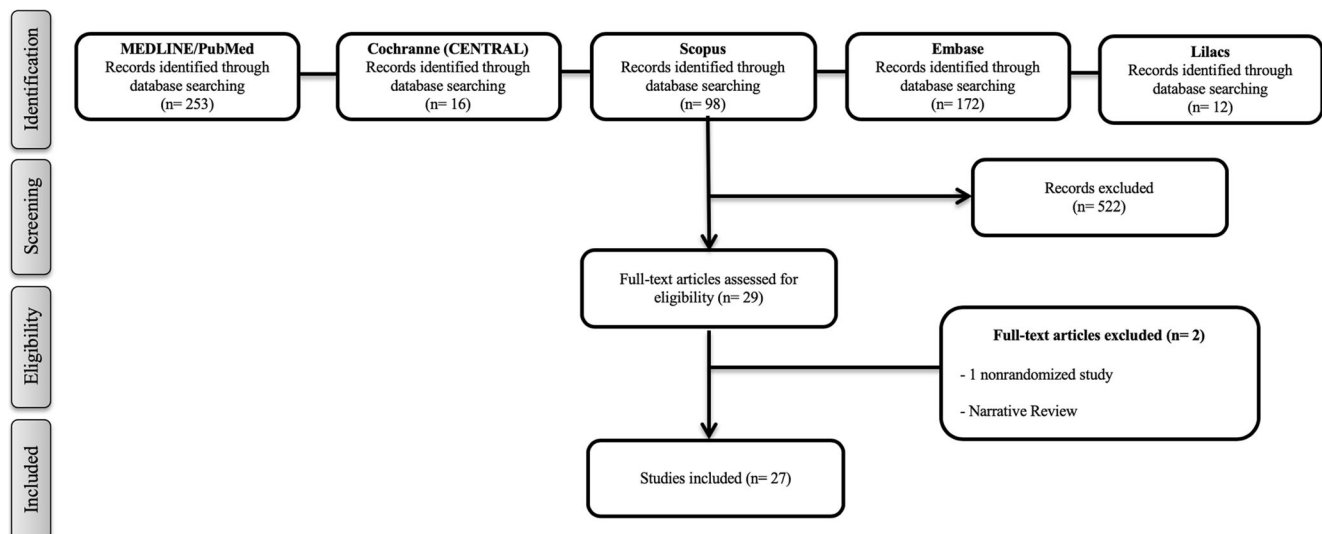 Identification
MEDLINE/PubMed
Records identified through
database searching
(n= 253)
Cochranne (CENTRAL)
Records identified through
database searching
(n= 16)
Scopus
Records identified through
database searching
(n= 98)
Embase
Records identified through
database searching
(n= 172)
Lilacs
Records identified through
database searching
(n= 12)
Screening
Records excluded
(n= 522)
Full-text articles assessed for
eligibility (n= 29)
Eligibility
Full-text articles excluded (n= 2)
- 1 nonrandomized study
- Narrative Review
Included
Studies included (n= 27)